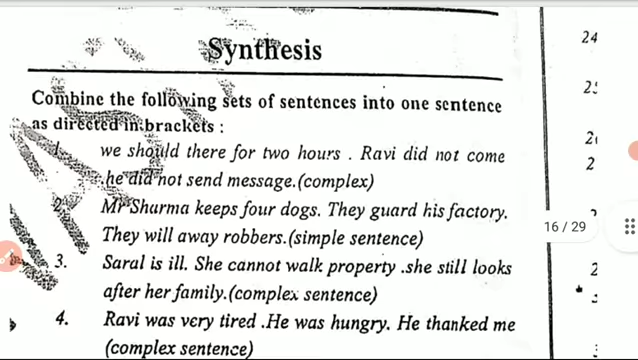 Synthesis
Combine the following sets of sentences into one sentence
as directed in brackets :
1. we should there for two hours . Ravi did not come
he did not send message.(complex)
2. Mr Sharma keeps four dogs. They guard his factory.
They will away robbers.(simple sentence)
3. Saral is ill. She cannot walk property .she still looks
after her family.(complex sentence)
4. Ravi was very tired .He was hungry. He thanked me
(complex sentence)
24
2
2
16 / 29
2